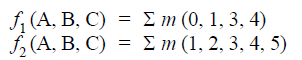 f₁ (A, B, C) = Σ m (0, 1, 3, 4)
f₂ (A, B, C) = Σ m (1, 2, 3, 4, 5)